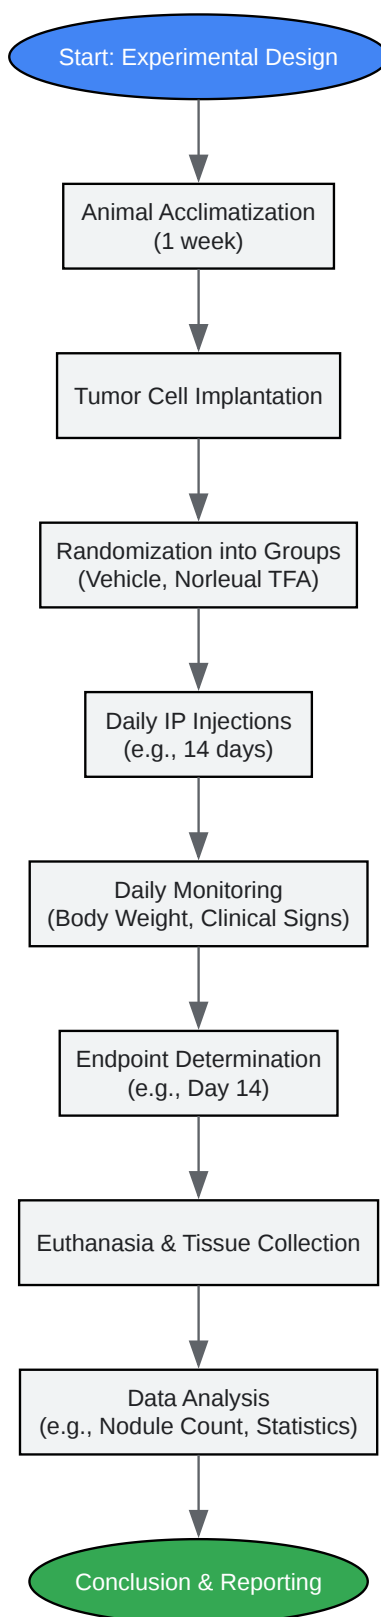 Start: Experimental Design
Animal Acclimatization
(1 week)
Tumor Cell Implantation
Randomization into Groups
(Vehicle, Norleual TFA)
Daily IP Injections
(e.g., 14 days)
Daily Monitoring
(Body Weight, Clinical Signs)
Endpoint Determination
(e.g., Day 14)
Euthanasia & Tissue Collection
Data Analysis
(e.g., Nodule Count, Statistics)
Conclusion & Reporting